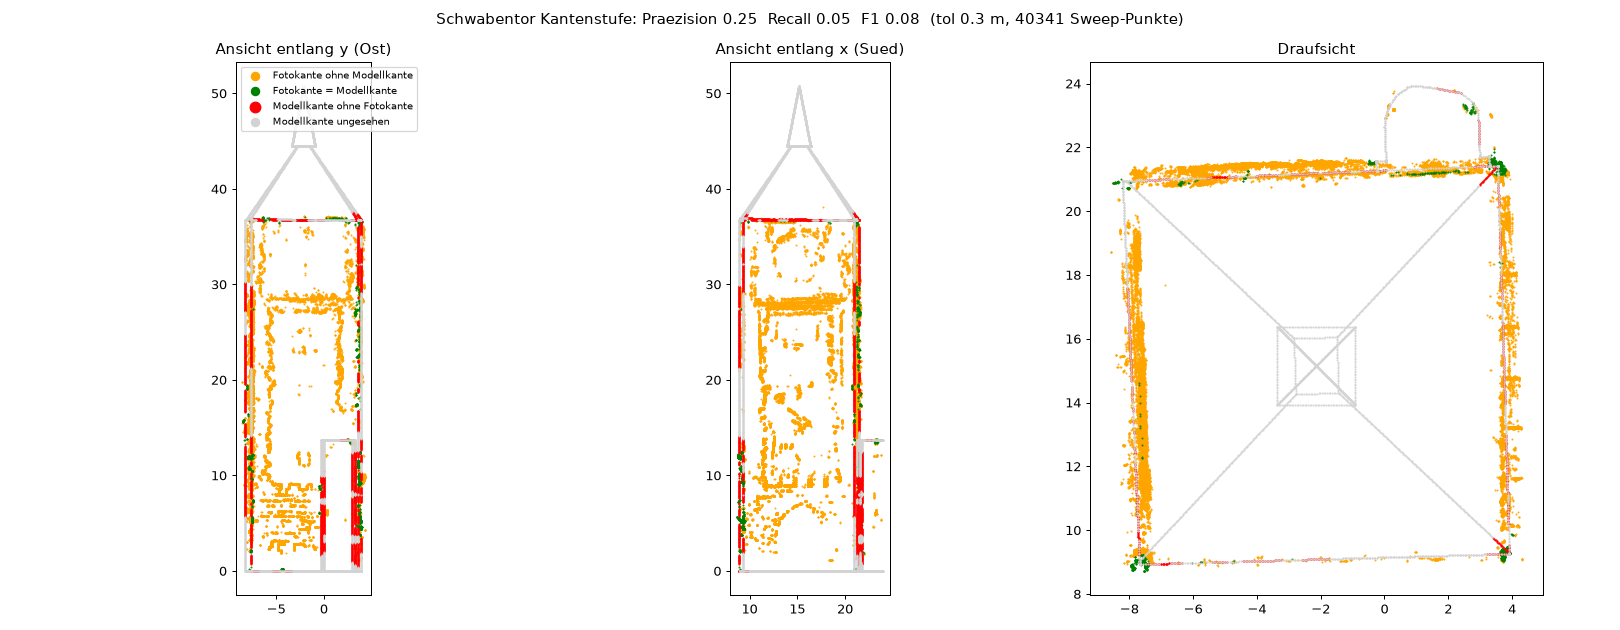 Schwabentor Kantenstufe: Praezision 0.25  Recall 0.05  F1 0.08  (tol 0.3 m, 40341 Sweep-Punkte)
Ansicht entlang y (Ost)
Fotokante ohne Modellkante
Fotokante = Modellkante
Modellkante ohne Fotokante
Modellkante ungesehen
50
40
30
20
10
0
−5 0
Ansicht entlang x (Sued)
50
40
30
20
10
0
10 15 20
Draufsicht
24
22
20
18
16
14
12
10
8
−8 −6 −4 −2 0 2 4